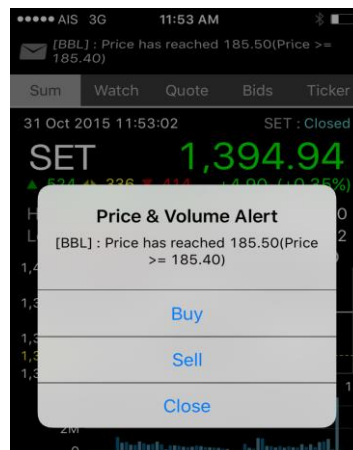 AIS 3G 11:53 AM
[BBL] : Price has reached 185.50(Price >=
185.40)
Sum Watch Quote Bids Ticker
31 Oct 2015 11:53:02 SET : Closed
SET 1,394.94
524 336 414 +4.90 (+0.35%)
Price & Volume Alert
[BBL] : Price has reached 185.50(Price
>= 185.40)
Buy
Sell
Close
2M